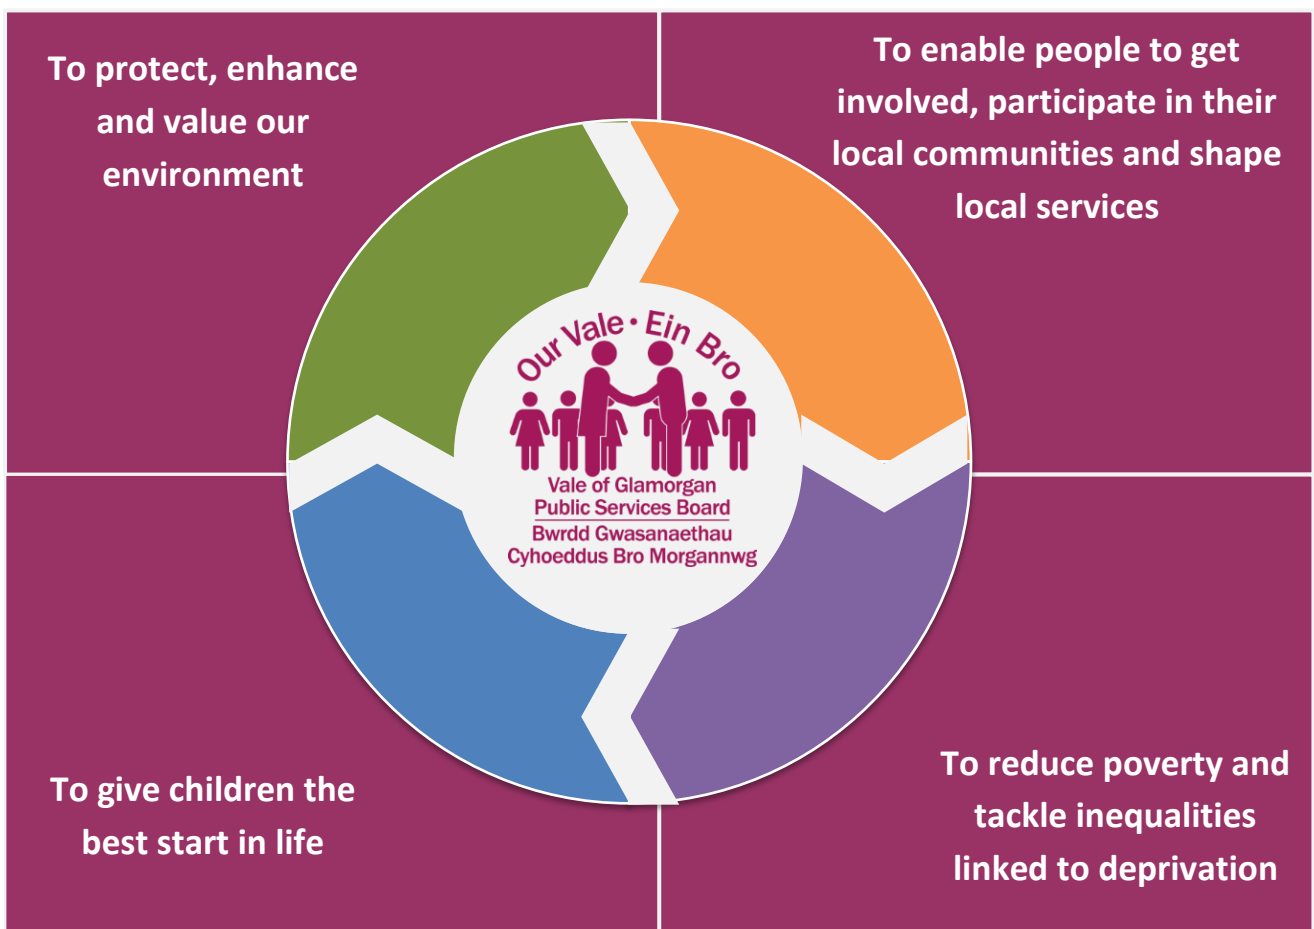 To protect, enhance
and value our
environment
To enable people to get
involved, participate in their
local communities and shape
local services
Our Vale · Ein Bro
Vale of Glamorgan
Public Services Board
Bwrdd Gwasanaethau
Cyhoeddus Bro Morgannwg
To give children the
best start in life
To reduce poverty and
tackle inequalities
linked to deprivation